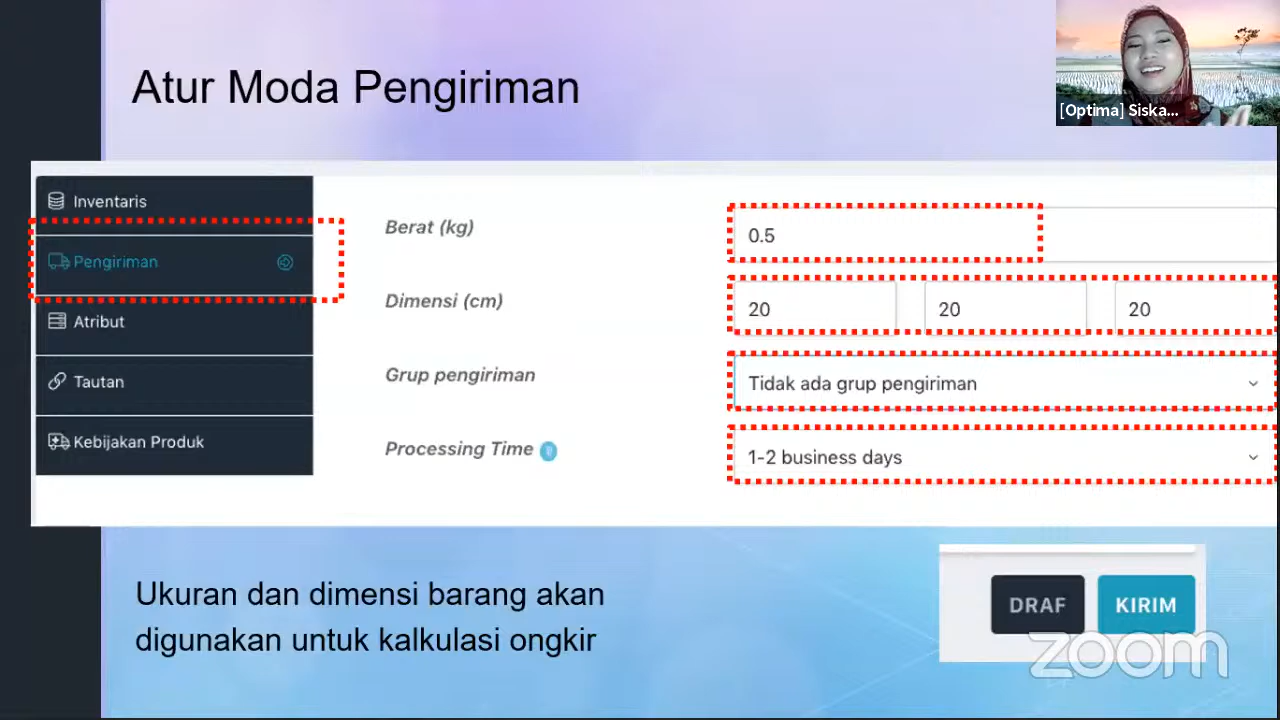 Atur Moda Pengiriman
[Optima] Siska...
Inventaris
Pengiriman
Atribut
Tautan
Kebijakan Produk
Berat (kg)
0.5
Dimensi (cm)
20 20 20
Grup pengiriman
Tidak ada grup pengiriman
Processing Time
1-2 business days
Ukuran dan dimensi barang akan
digunakan untuk kalkulasi ongkir
DRAF KIRIM
zoom